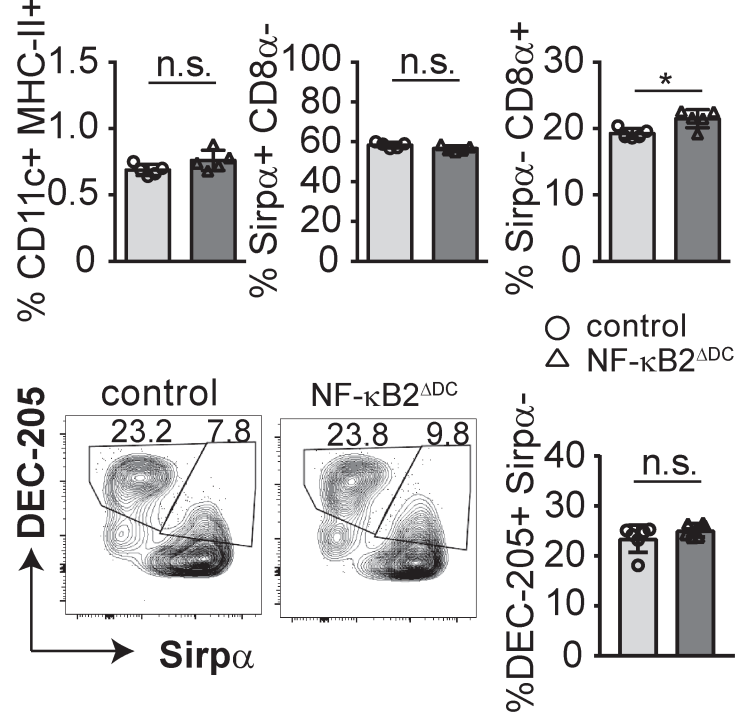 % CD11c+ MHC-II+
1.5
1.0
0.5
0
n.s.
% Sirpα+ CD8α-
100
80
60
40
20
0
n.s.
% Sirpα- CD8α+
30
20
10
0
*
control
NF-κB2ΔDC
DEC-205
control
23.2 7.8
NF-κB2ΔDC
23.8 9.8
Sirpα
%DEC-205+ Sirpα-
40
30
20
10
0
n.s.